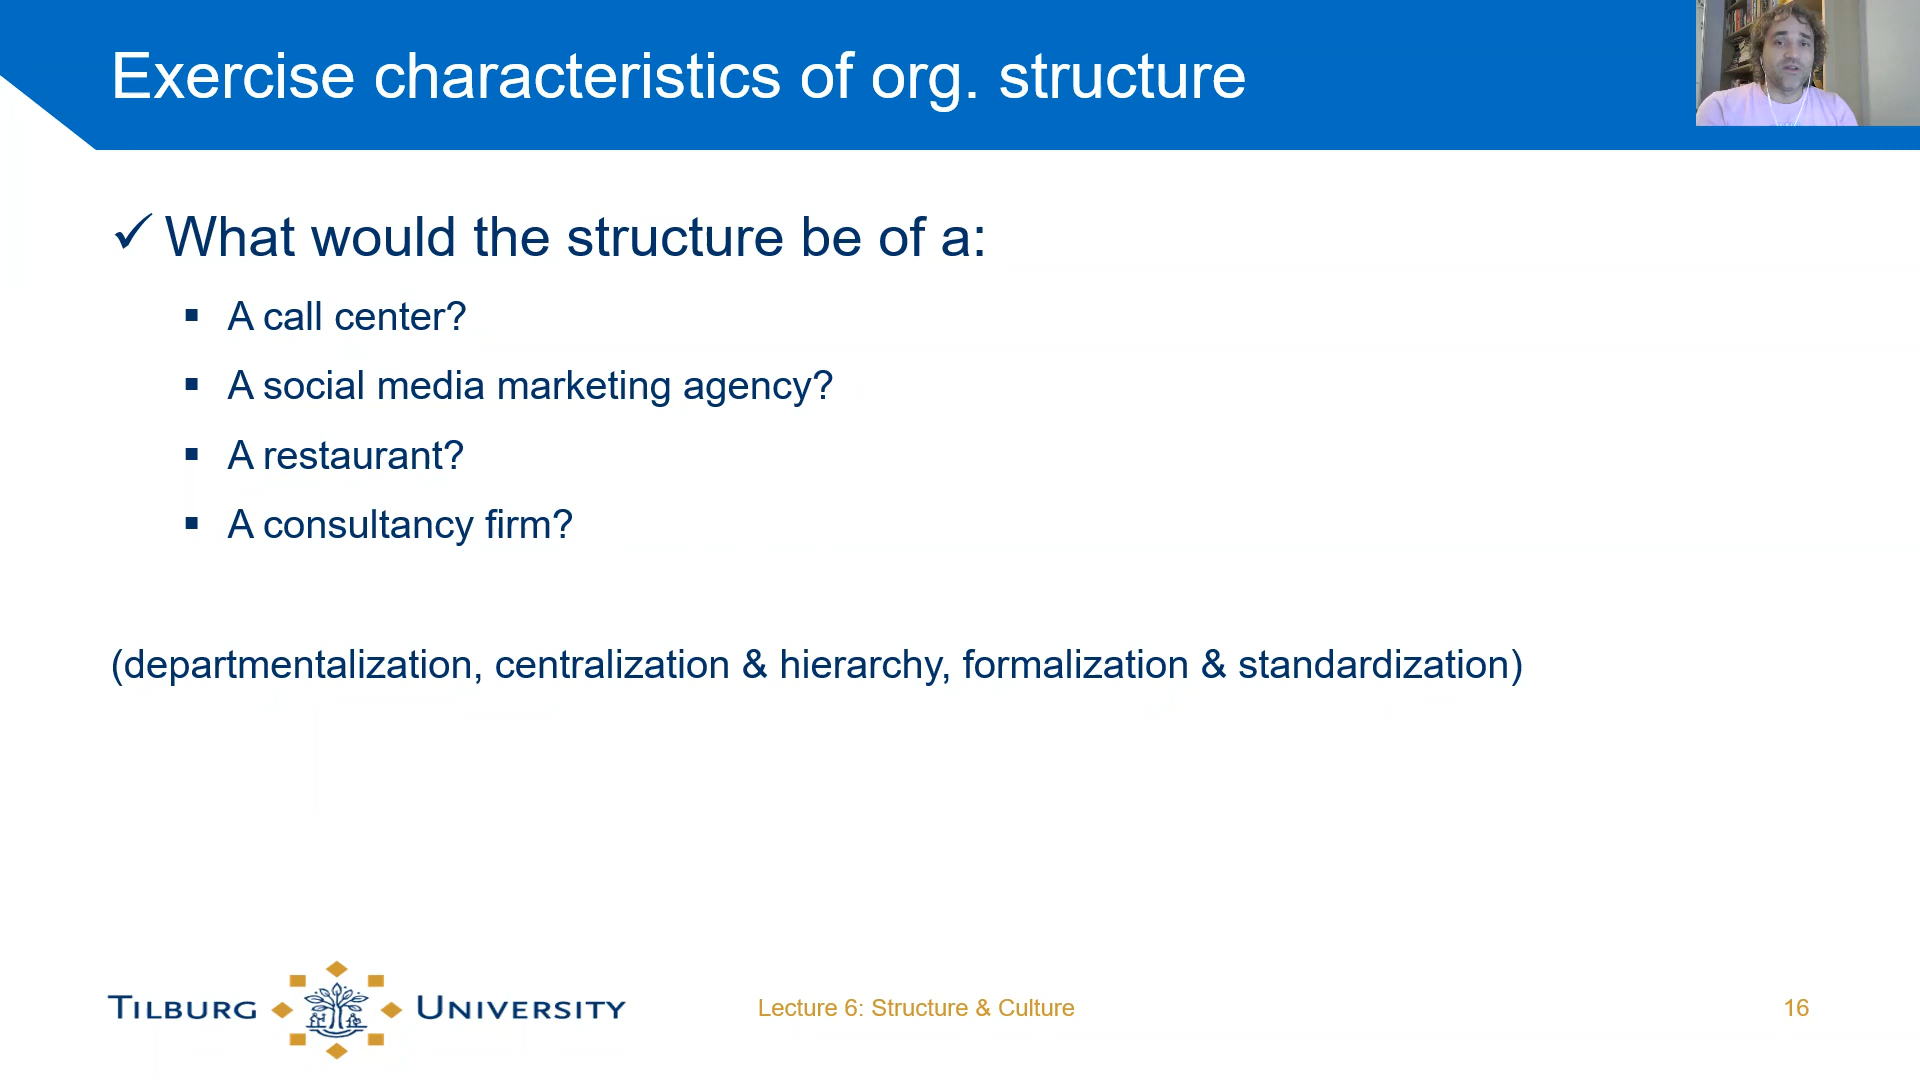 Exercise characteristics of org. structure
What would the structure be of a:
A call center?
A social media marketing agency?
A restaurant?
A consultancy firm?
(departmentalization, centralization & hierarchy, formalization & standardization)
TILBURG UNIVERSITY
Lecture 6: Structure & Culture
16